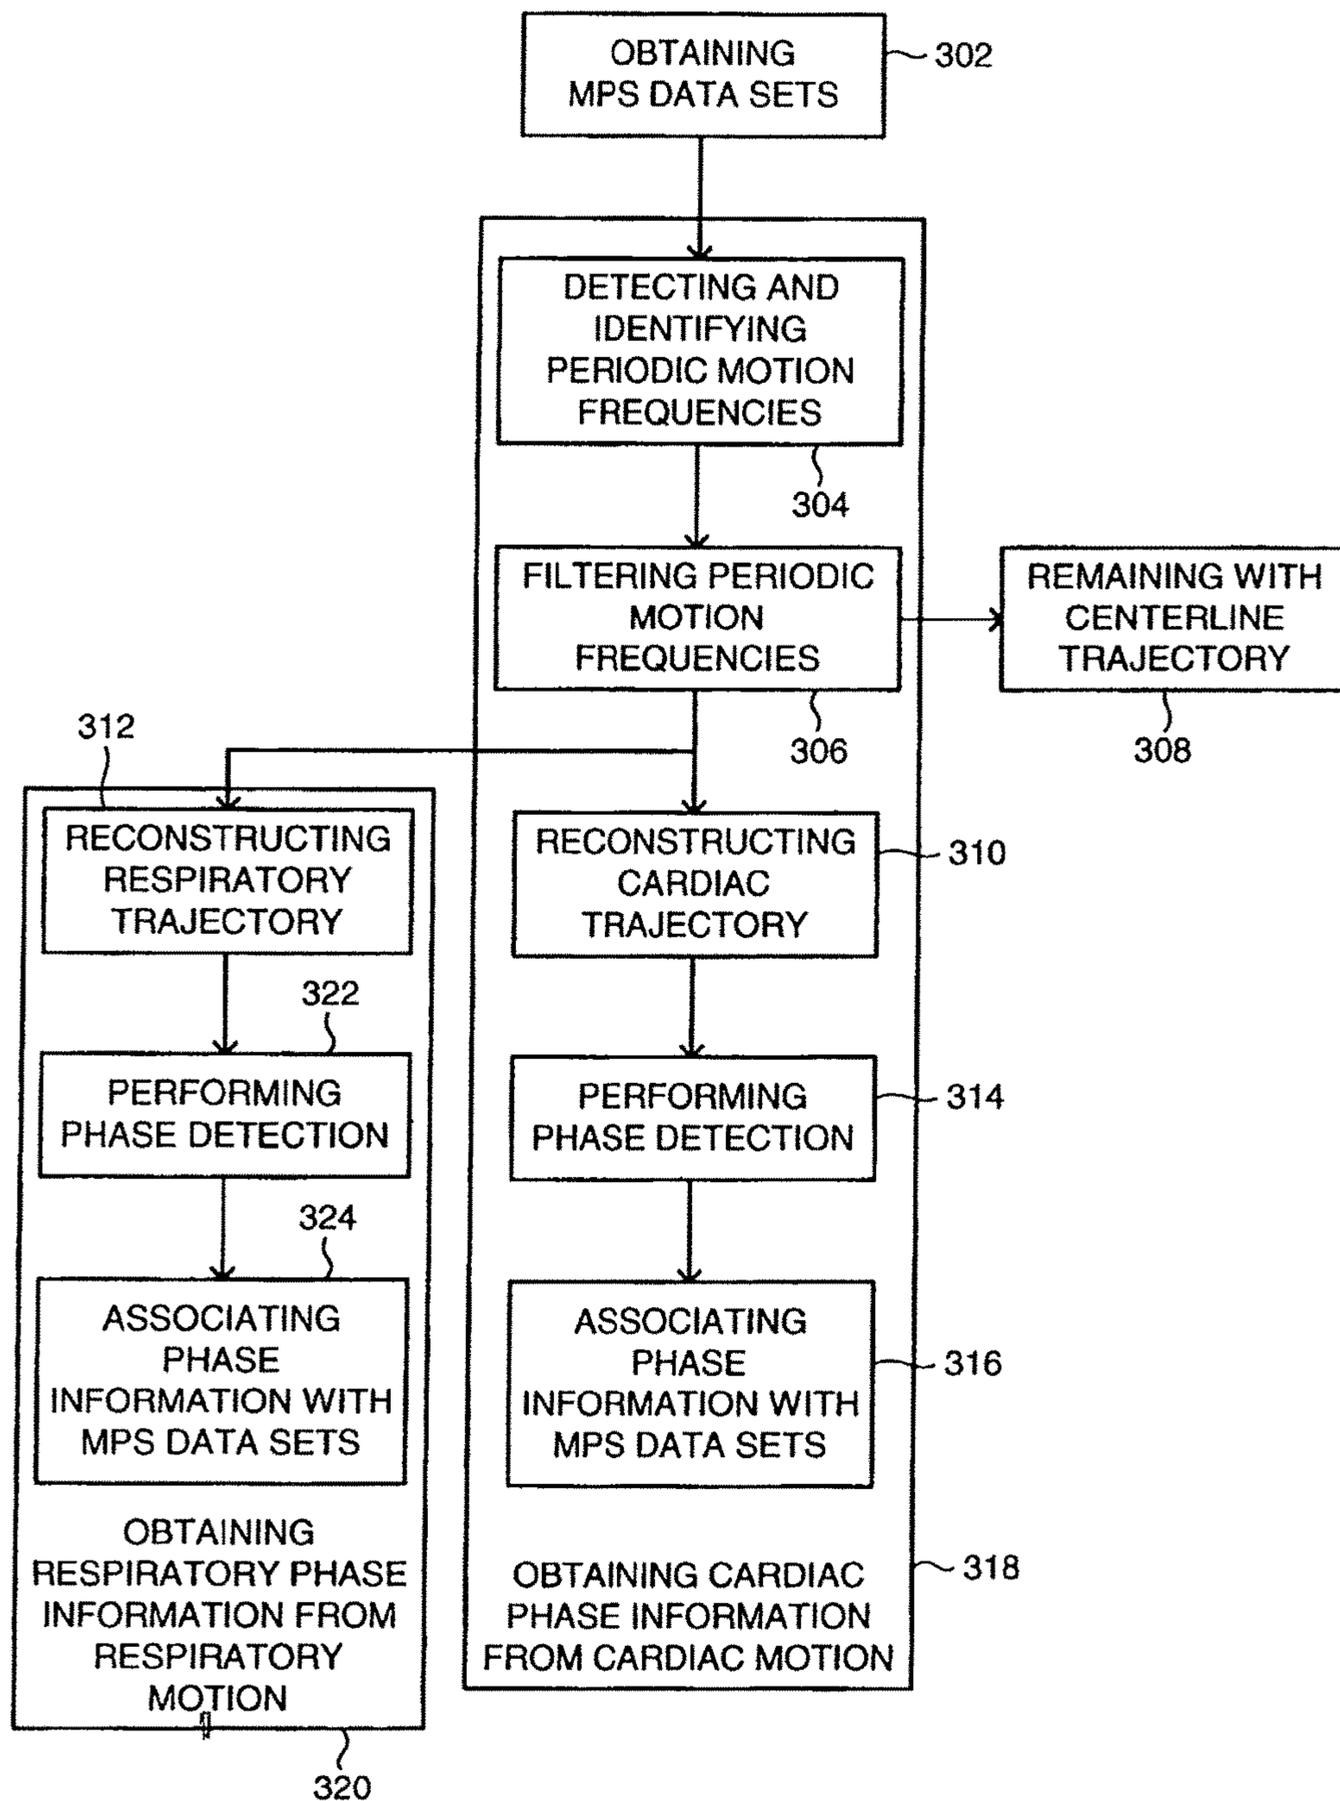 OBTAINING
MPS DATA SETS
302
DETECTING AND
IDENTIFYING
PERIODIC MOTION
FREQUENCIES
304
FILTERING PERIODIC
MOTION
FREQUENCIES
306
REMAINING WITH
CENTERLINE
TRAJECTORY
308
312
RECONSTRUCTING
RESPIRATORY
TRAJECTORY
RECONSTRUCTING
CARDIAC
TRAJECTORY
310
322
PERFORMING
PHASE DETECTION
PERFORMING
PHASE DETECTION
314
324
ASSOCIATING
PHASE
INFORMATION WITH
MPS DATA SETS
ASSOCIATING
PHASE
INFORMATION WITH
MPS DATA SETS
316
OBTAINING
RESPIRATORY PHASE
INFORMATION FROM
RESPIRATORY
MOTION
320
OBTAINING CARDIAC
PHASE INFORMATION
FROM CARDIAC MOTION
318